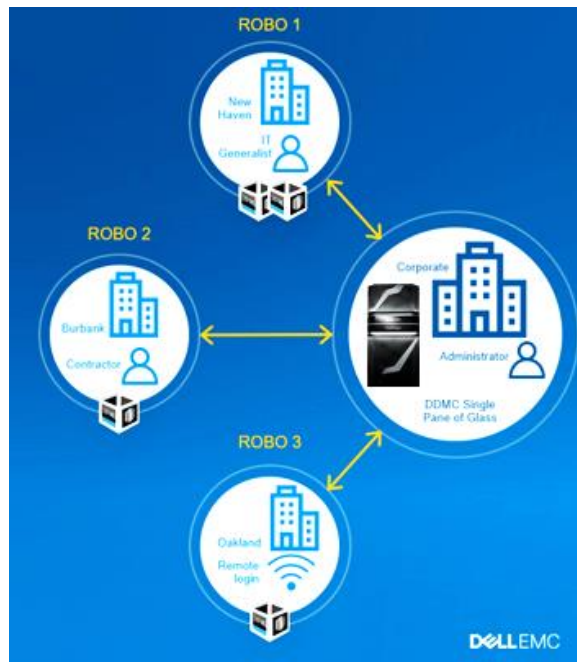 ROBO 1
New
Haven
IT
Generalist
ROBO 2
Burbank
Contractor
Corporate
Administrator
DDMC Single
Pane of Glass
ROBO 3
Oakland
Remote
login
DELLEMC